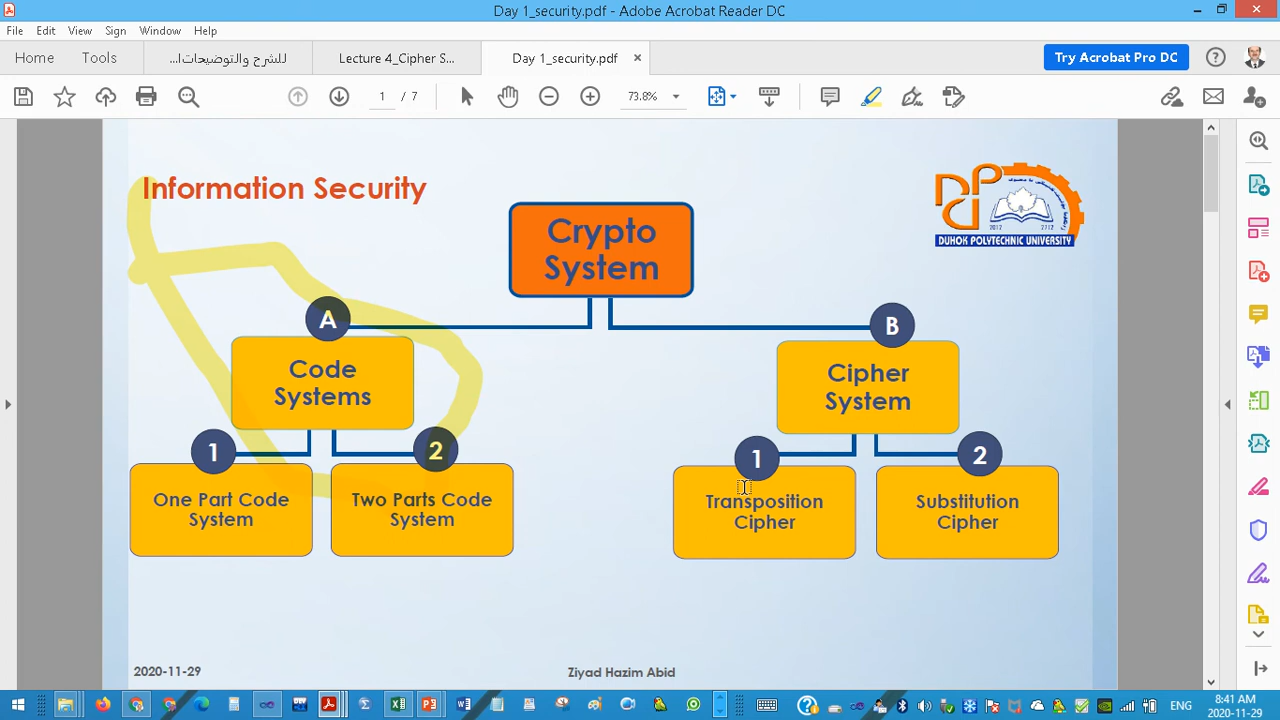 Day 1_security.pdf - Adobe Acrobat Reader DC
File Edit View Sign Window Help
Home Tools للشرح والتوضيحات ا... Lecture 4_Cipher S... Day 1_security.pdf ×
Try Acrobat Pro DC
1 / 7 73.8%
Information Security
DUHOK POLYTECHNIC UNIVERSITY
Crypto
System
A
B
Code
Systems
Cipher
System
1
2
1
2
One Part Code
System
Two Parts Code
System
Transposition
Cipher
Substitution
Cipher
2020-11-29 Ziyad Hazim Abid
ENG
8:41 AM
2020-11-29